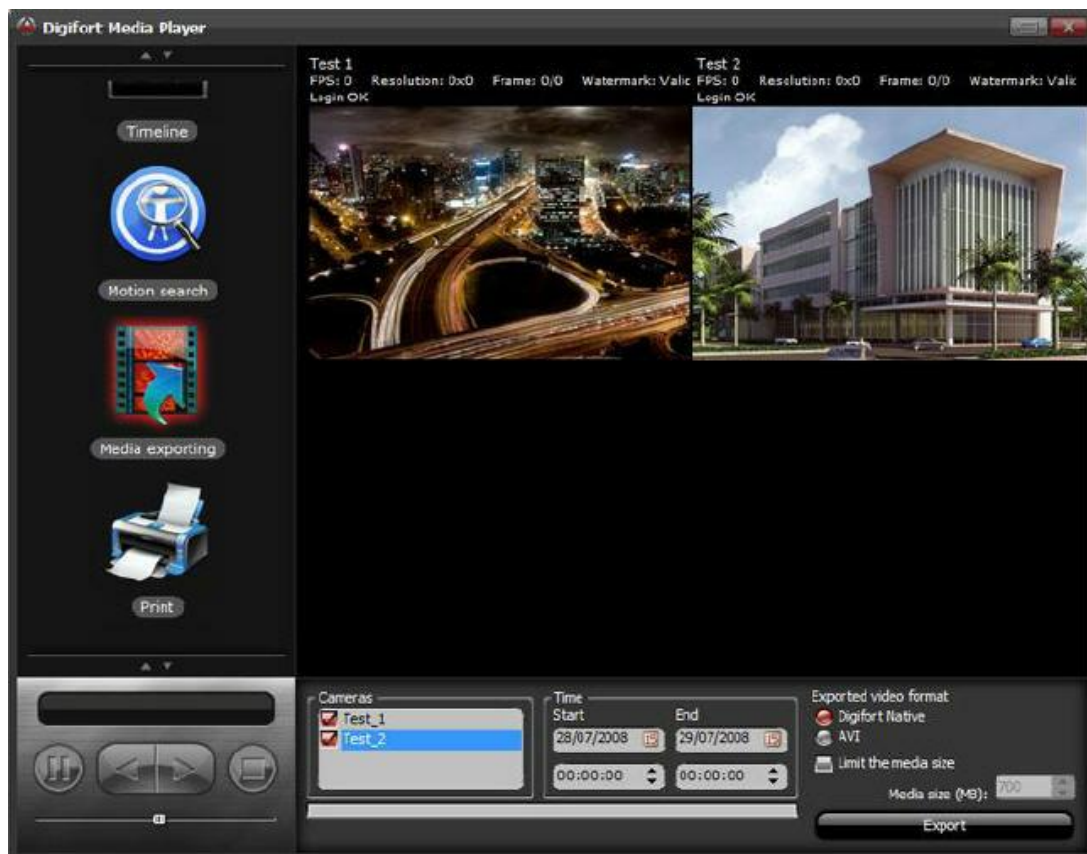 Digifort Media Player
Timeline
Motion search
Media exporting
Print
Test 1
FPS: 0 Resolution: 0x0 Frame: 0/0 Watermark: Valic
Login OK
Test 2
FPS: 0 Resolution: 0x0 Frame: 0/0 Watermark: Valic
Login OK
Cameras
Test_1
Test_2
Time
Start End
28/07/2008 29/07/2008
00:00:00 00:00:00
Exported video format
Digifort Native
AVI
Limit the media size
Media size (MB): 700
Export